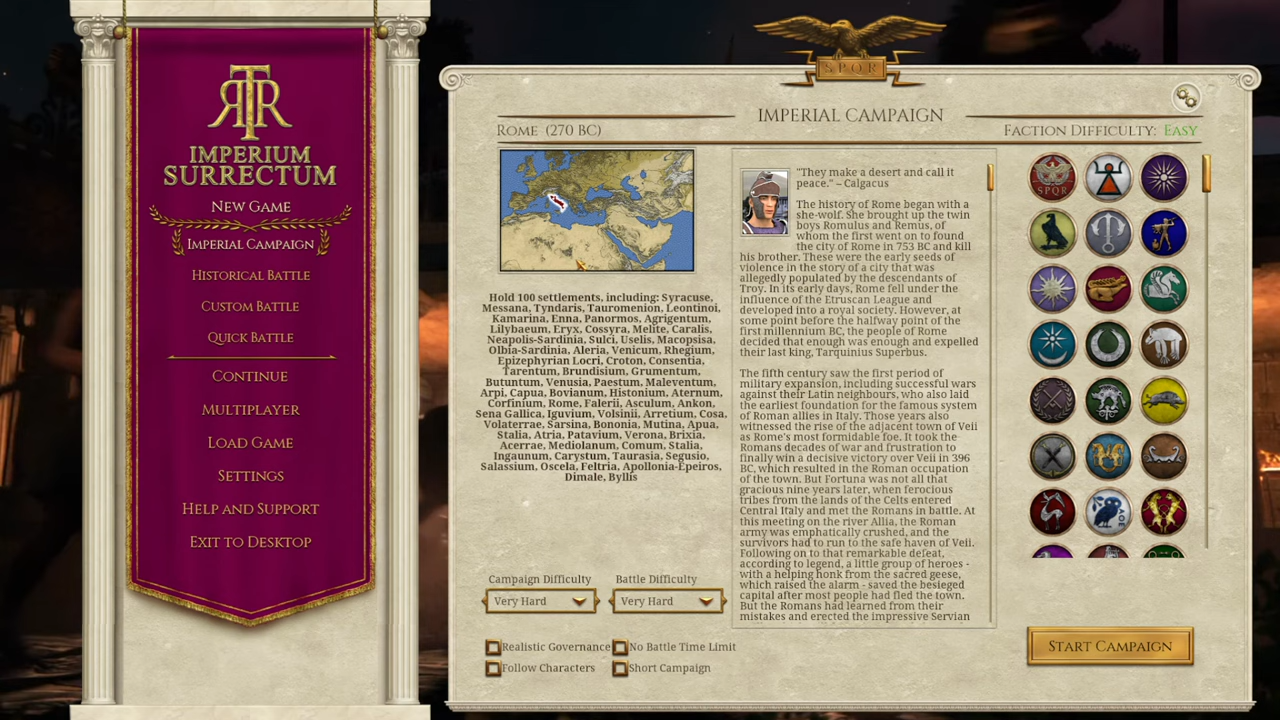 RTR
IMPERIUM
SURRECTUM
New Game
Imperial Campaign
Historical Battle
Custom Battle
Quick Battle
Continue
Multiplayer
Load Game
Settings
Help and Support
Exit to Desktop
SPQR
Imperial Campaign
Rome (270 BC)
Faction Difficulty: Easy
Hold 100 settlements, including: Syracuse,
Messana, Tyndaris, Tauromenion, Leontinoi,
Kamarina, Enna, Panormos, Agrigentum,
Lilybaeum, Eryx, Cossyra, Melite, Caralis,
Neapolis-Sardinia, Sulci, Uselis, Macopsisa,
Olbia-Sardinia, Aleria, Venicum, Rhegium,
Epizephyrian Locri, Croton, Consentia,
Tarentum, Brundisium, Grumentum,
Butuntum, Venusia, Paestum, Maleventum,
Arpi, Capua, Bovianum, Histonium, Aternum,
Corfinium, Rome, Falerii, Asculum, Ankon,
Sena Gallica, Iguvium, Volsinii, Arretium, Cosa,
Volaterrae, Sarsina, Bononia, Mutina, Apua,
Stalia, Atria, Patavium, Verona, Brixia,
Acerrae, Mediolanum, Comum, Stalia,
Ingaunum, Carystum, Taurasia, Segusio,
Salassium, Oscela, Feltria, Apollonia-Epeiros,
Dimale, Byllis
"They make a desert and call it
peace." – Calgacus
The history of Rome began with a
she-wolf. She brought up the twin
boys Romulus and Remus, of
whom the first went on to found
the city of Rome in 753 BC and kill
his brother. These were the early seeds of
violence in the story of a city that was
allegedly populated by the descendants of
Troy. In its early days, Rome fell under the
influence of the Etruscan League and
developed into a royal society. However, at
some point before the halfway point of the
first millennium BC, the people of Rome
decided that enough was enough and expelled
their last king, Tarquinius Superbus.
The fifth century saw the first period of
military expansion, including successful wars
against their Latin neighbours, who also laid
the earliest foundation for the famous system
of Roman allies in Italy. Those years also
witnessed the rise of the adjacent town of Veii
as Rome's most formidable foe. It took the
Romans decades of war and frustration to
finally win a decisive victory over Veii in 396
BC, which resulted in the Roman occupation
of the town. But Fortuna was not all that
gracious nine years later, when ferocious
tribes from the lands of the Celts entered
Central Italy and met the Romans in battle. At
this meeting on the river Allia, the Roman
army was emphatically crushed, and the
survivors had to run to the safe haven of Veii.
Following on to that remarkable defeat,
according to legend, a little group of heroes -
with a helping honk from the sacred geese,
which raised the alarm - saved the besieged
capital after most people had fled the town.
But the Romans had learned from their
mistakes and erected the impressive Servian
SPQR
ΑΘΕ
Campaign Difficulty
Battle Difficulty
Very Hard
Very Hard
Realistic Governance
No Battle Time Limit
Follow Characters
Short Campaign
Start Campaign